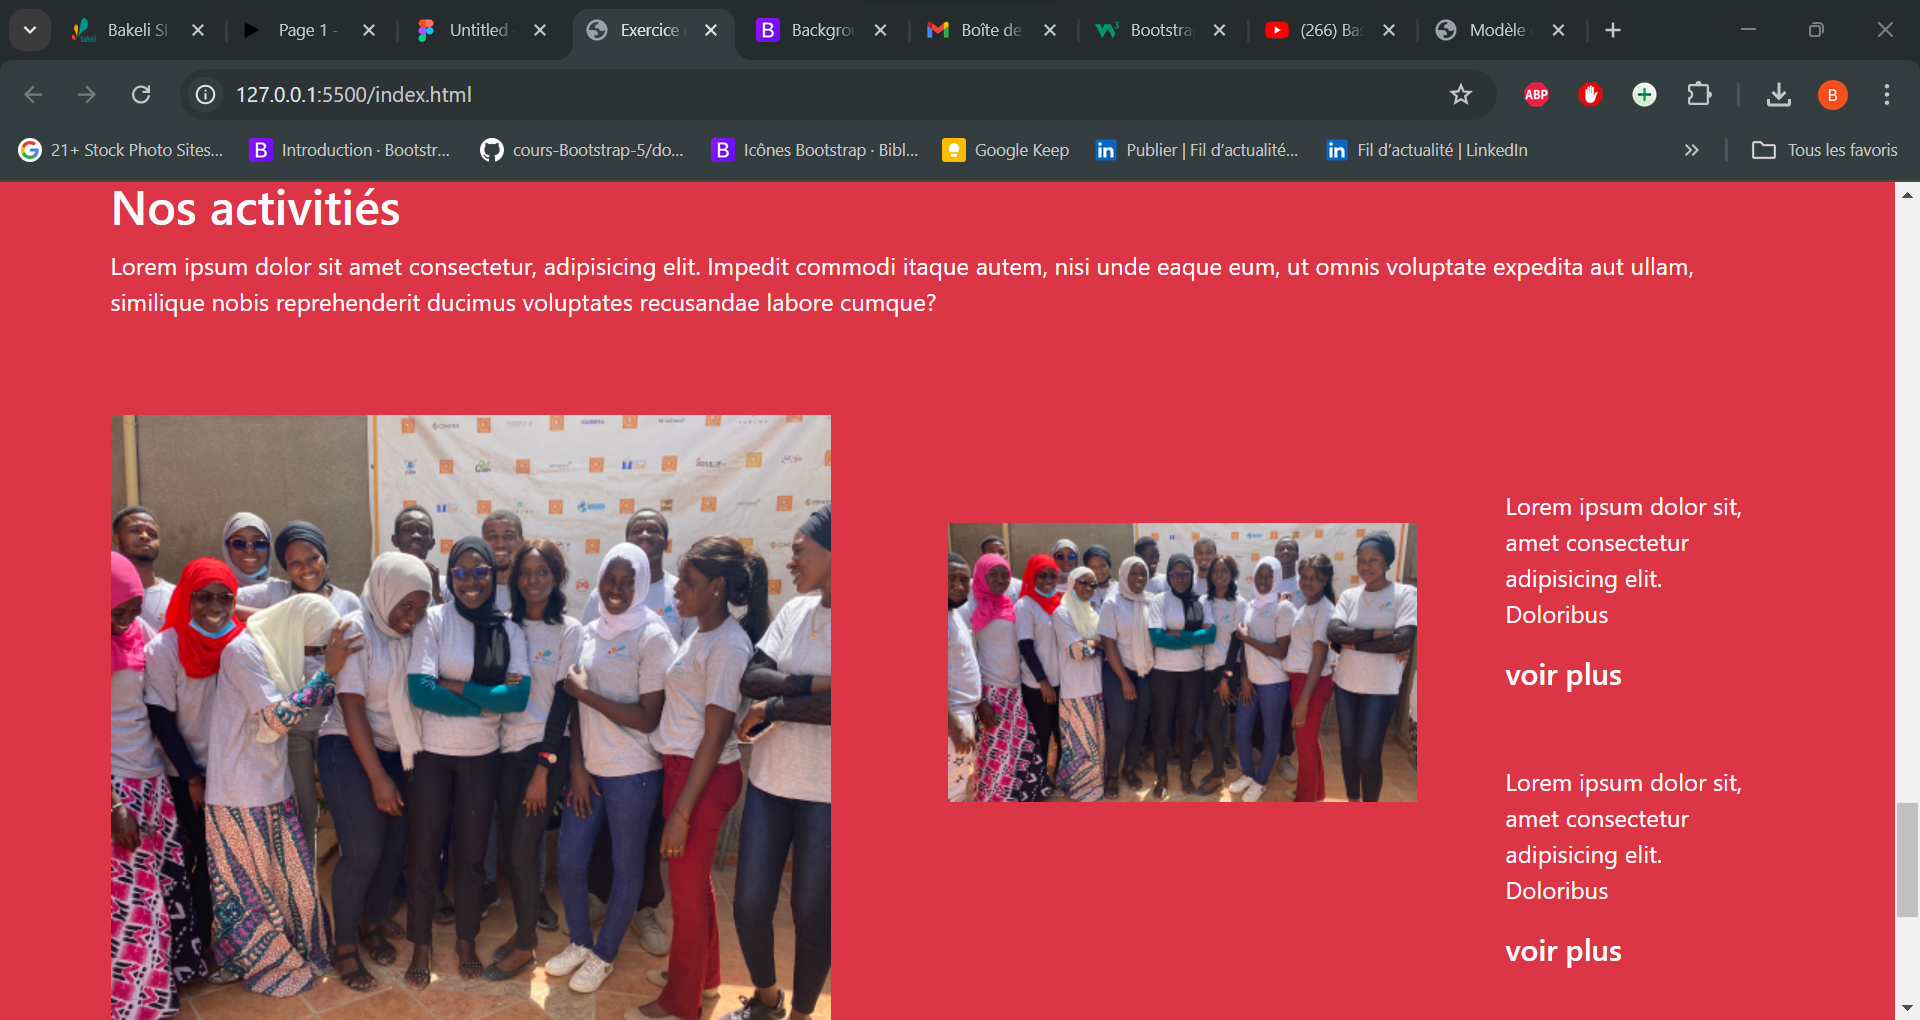 Bakeli Sl
Page 1 -
Untitled
Exercice
Backgro
Boîte de
Bootstra
(266) Ba
Modèle
127.0.0.1:5500/index.html
ABP
B
21+ Stock Photo Sites...
Introduction · Bootstr...
cours-Bootstrap-5/do...
Icônes Bootstrap · Bibl...
Google Keep
Publier | Fil d'actualité...
Fil d'actualité | LinkedIn
Tous les favoris
Nos activitiés
Lorem ipsum dolor sit amet consectetur, adipisicing elit. Impedit commodi itaque autem, nisi unde eaque eum, ut omnis voluptate expedita aut ullam,
similique nobis reprehenderit ducimus voluptates recusandae labore cumque?
Lorem ipsum dolor sit,
amet consectetur
adipisicing elit.
Doloribus
voir plus
Lorem ipsum dolor sit,
amet consectetur
adipisicing elit.
Doloribus
voir plus